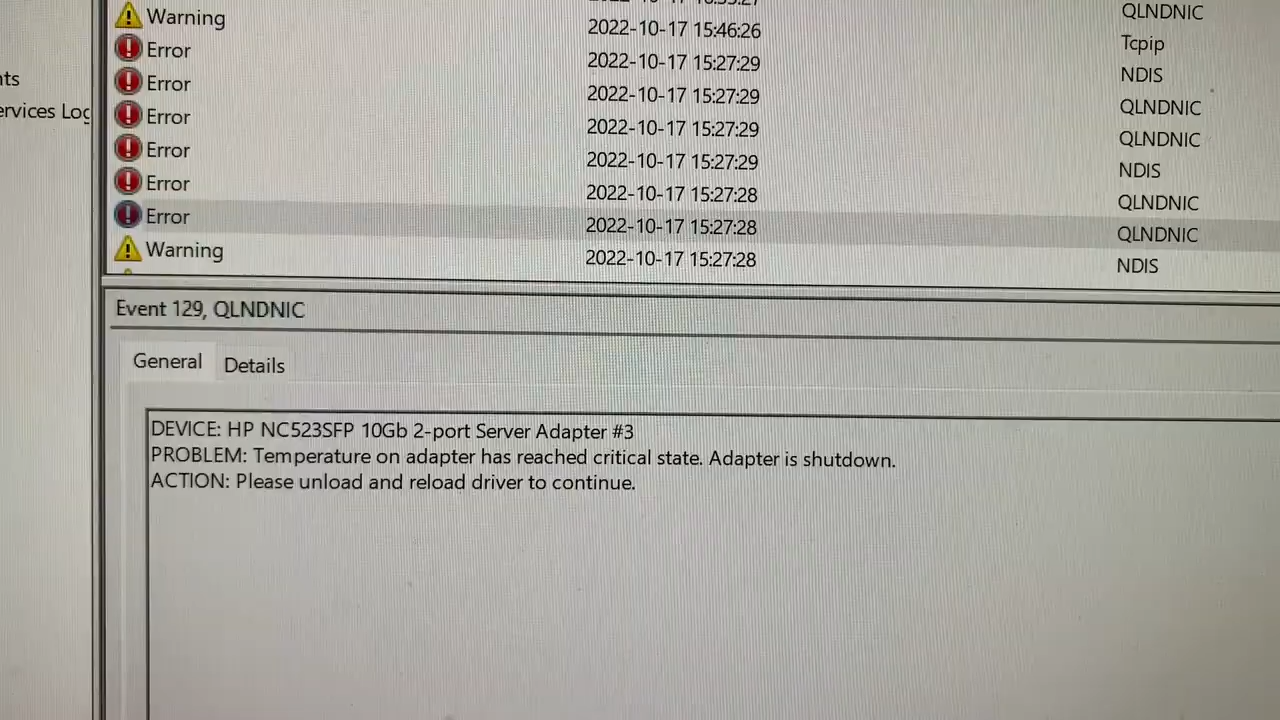 Warning 2022-10-17 15:46:26 QLNDNIC
Error 2022-10-17 15:27:29 Tcpip
Error 2022-10-17 15:27:29 NDIS
Error 2022-10-17 15:27:29 QLNDNIC
Error 2022-10-17 15:27:29 QLNDNIC
Error 2022-10-17 15:27:28 NDIS
Error 2022-10-17 15:27:28 QLNDNIC
Warning 2022-10-17 15:27:28 QLNDNIC
NDIS
nts
ervices Log
Event 129, QLNDNIC
General Details
DEVICE: HP NC523SFP 10Gb 2-port Server Adapter #3
PROBLEM: Temperature on adapter has reached critical state. Adapter is shutdown.
ACTION: Please unload and reload driver to continue.